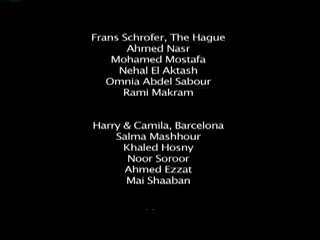 Frans Schrofer, The Hague
Ahmed Nasr
Mohamed Mostafa
Nehal El Aktash
Omnia Abdel Sabour
Rami Makram
Harry & Camila, Barcelona
Salma Mashhour
Khaled Hosny
Noor Soroor
Ahmed Ezzat
Mai Shaaban